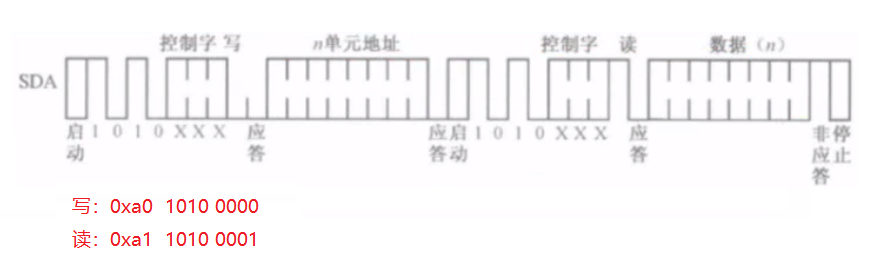 控制字 写 n单元地址 控制字 读 数据（n）
SDA
启动 1 0 1 0 X X X 应答 应答 启动 1 0 1 0 X X X 应答 非应答 停止
写：0xa0 1010 0000
读：0xa1 1010 0001